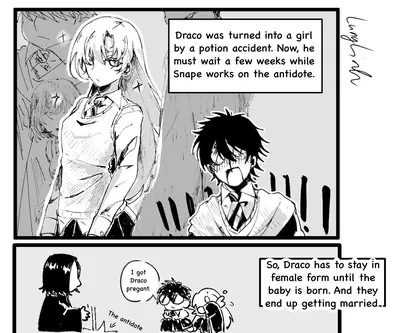 Draco was turned into a girl
by a potion accident. Now, he
must wait a few weeks while
Snape works on the antidote.
LungLinh
I got
Draco
pregant.
The antidote
So, Draco has to stay in
female form until the
baby is born. And they
end up getting married.